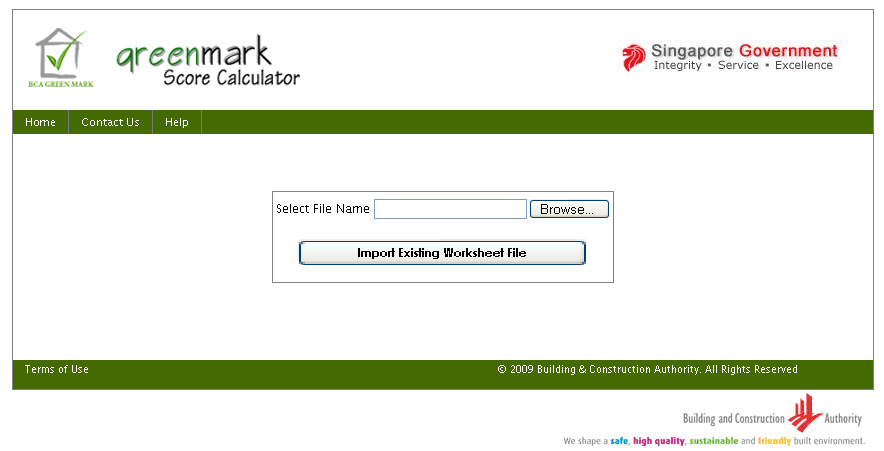 BCA GREEN MARK
greenmark
Score Calculator
Singapore Government
Integrity • Service • Excellence
Home Contact Us Help
Select File Name Browse...
Import Existing Worksheet File
Terms of Use © 2009 Building & Construction Authority. All Rights Reserved
Building and Construction Authority
We shape a safe, high quality, sustainable and friendly built environment.